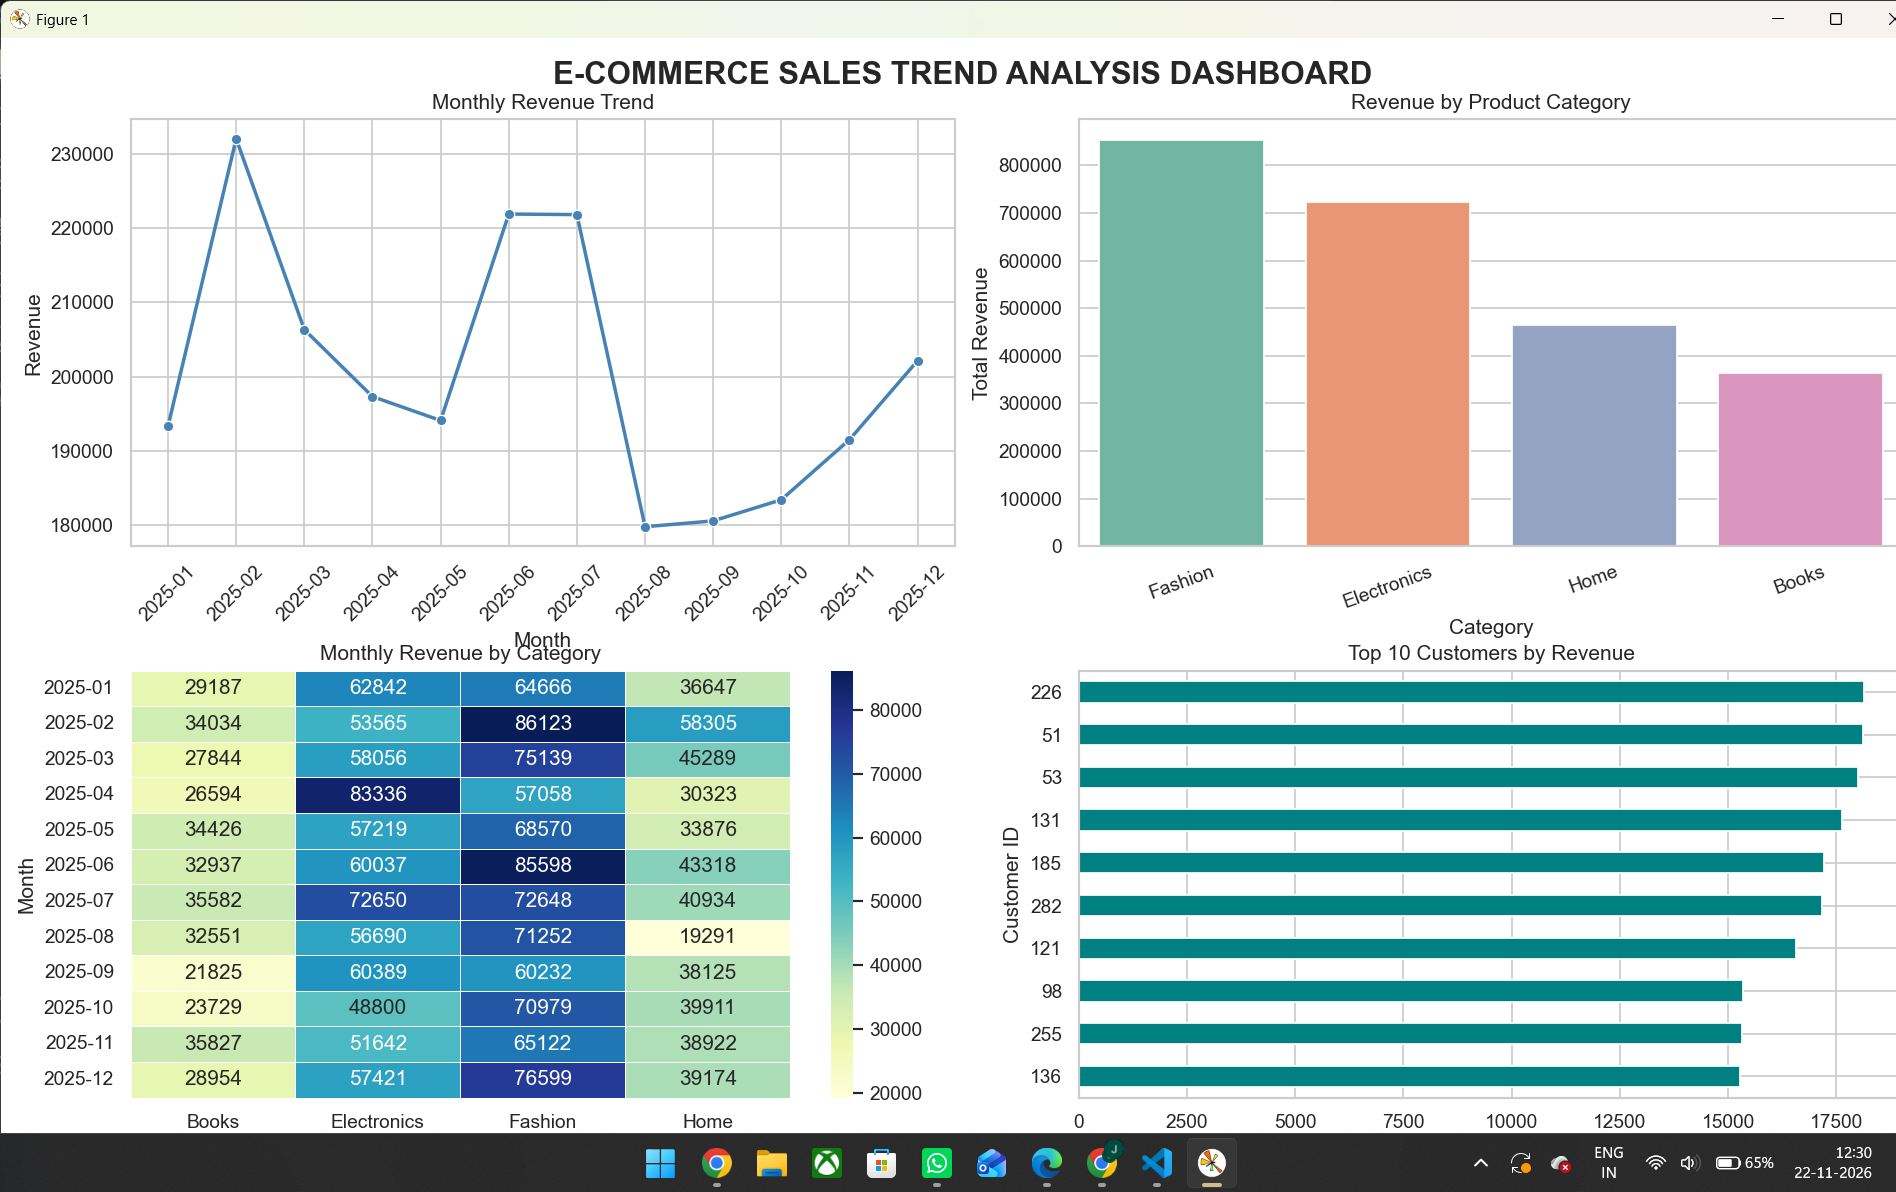 Figure 1
E-COMMERCE SALES TREND ANALYSIS DASHBOARD
Monthly Revenue Trend
Revenue
230000
220000
210000
200000
190000
180000
2025-01 2025-02 2025-03 2025-04 2025-05 2025-06 2025-07 2025-08 2025-09 2025-10 2025-11 2025-12
Month
Revenue by Product Category
Total Revenue
800000
700000
600000
500000
400000
300000
200000
100000
0
Fashion Electronics Home Books
Category
Monthly Revenue by Category
Month
2025-01 29187 62842 64666 36647
2025-02 34034 53565 86123 58305
2025-03 27844 58056 75139 45289
2025-04 26594 83336 57058 30323
2025-05 34426 57219 68570 33876
2025-06 32937 60037 85598 43318
2025-07 35582 72650 72648 40934
2025-08 32551 56690 71252 19291
2025-09 21825 60389 60232 38125
2025-10 23729 48800 70979 39911
2025-11 35827 51642 65122 38922
2025-12 28954 57421 76599 39174
Books Electronics Fashion Home
80000
70000
60000
50000
40000
30000
20000
Top 10 Customers by Revenue
Customer ID
226
51
53
131
185
282
121
98
255
136
0 2500 5000 7500 10000 12500 15000 17500
J
ENG
IN
65%
12:30
22-11-2026